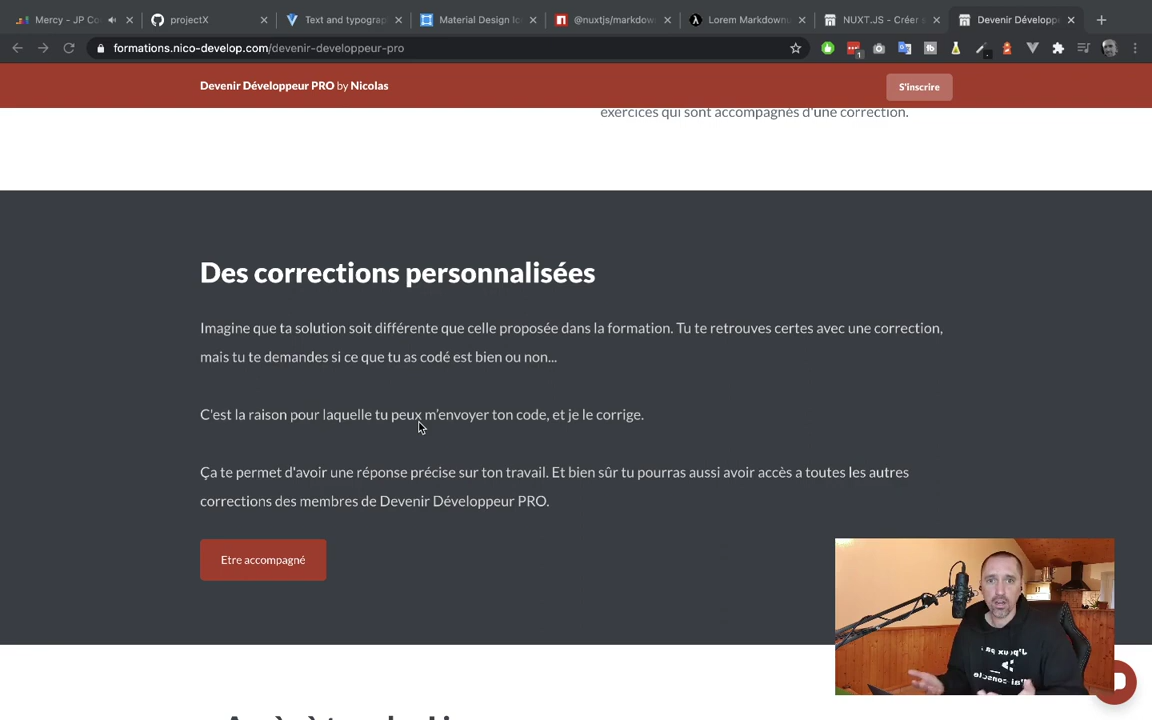 Mercy - JP Co
projectX
Text and typograp
Material Design Ic
@nuxtjs/markdow
Lorem Markdown
NUXT.JS - Créer
Devenir Développe
formations.nico-develop.com/devenir-developpeur-pro
Devenir Développeur PRO by Nicolas
S'inscrire
exercices qui sont accompagnés d'une correction.
Des corrections personnalisées
Imagine que ta solution soit différente que celle proposée dans la formation. Tu te retrouves certes avec une correction,
mais tu te demandes si ce que tu as codé est bien ou non...
C'est la raison pour laquelle tu peux m'envoyer ton code, et je le corrige.
Ça te permet d'avoir une réponse précise sur ton travail. Et bien sûr tu pourras aussi avoir accès a toutes les autres
corrections des membres de Devenir Développeur PRO.
Etre accompagné